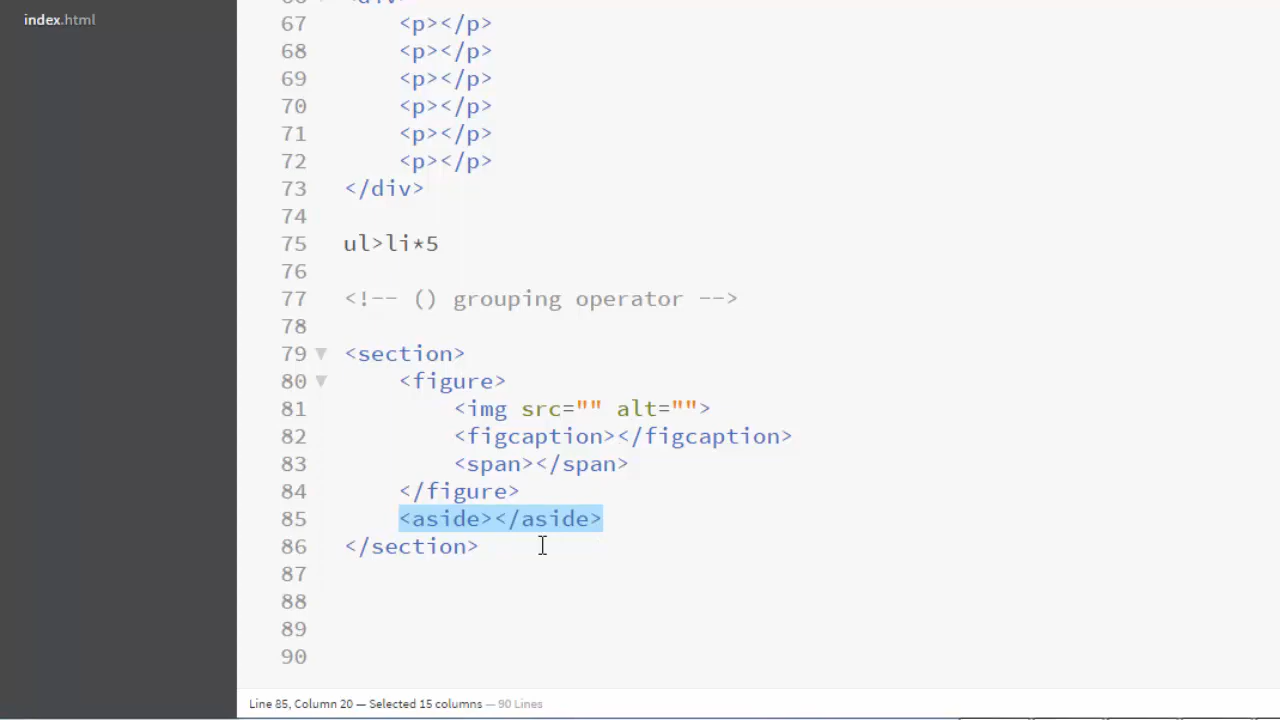 index.html
66 <div>
67 <p></p>
68 <p></p>
69 <p></p>
70 <p></p>
71 <p></p>
72 <p></p>
73 </div>
74
75 ul>li*5
76
77 <!-- () grouping operator -->
78
79 <section>
80 <figure>
81 <img src="" alt="">
82 <figcaption></figcaption>
83 <span></span>
84 </figure>
85 <aside></aside>
86 </section>
87
88
89
90
Line 85, Column 20 — Selected 15 columns — 90 Lines